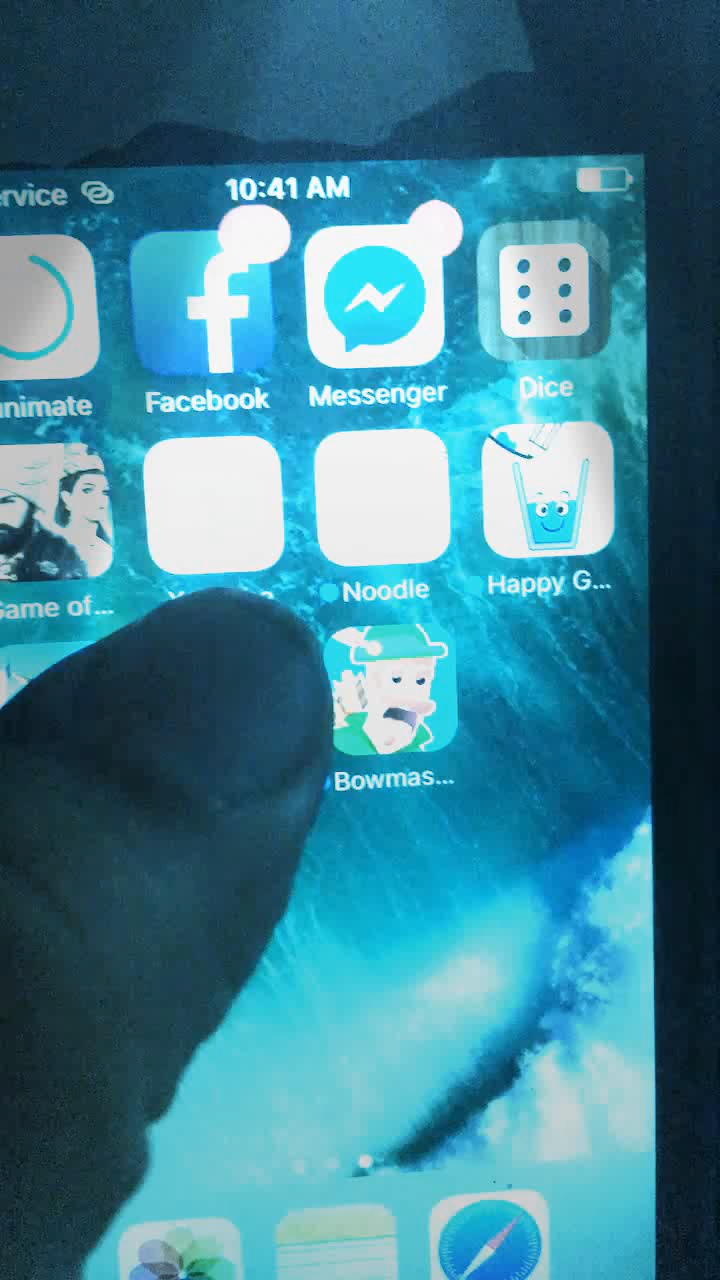 ervice 10:41 AM
nimate Facebook Messenger Dice
Game of... Noodle Happy G...
Bowmas...